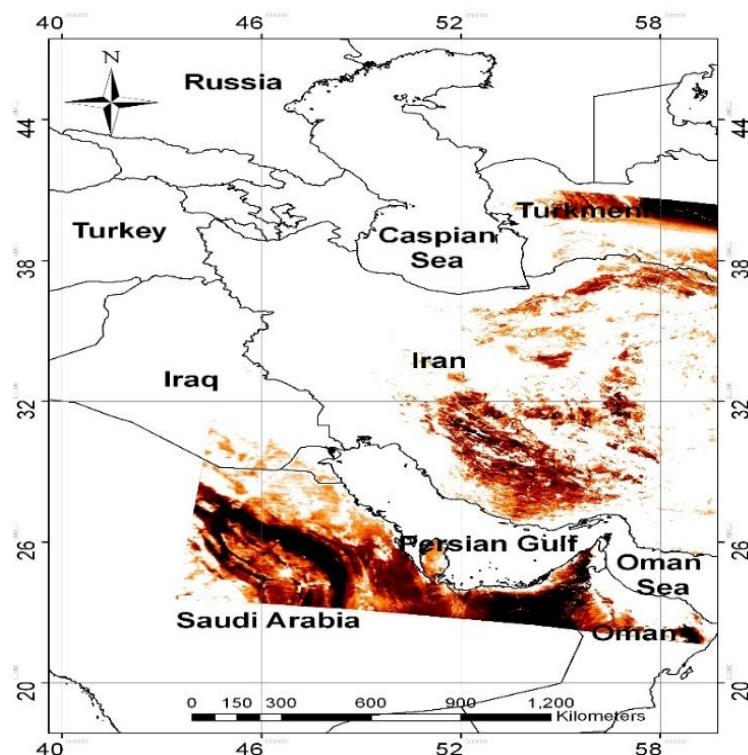 40 46 52 58
N
Russia
44 44
Turkmeni
Turkey
Caspian
Sea
38 38
Iran
Iraq
32 32
26 26
Persian Gulf
Oman
Sea
Saudi Arabia
Oman
20 20
0 150 300 600 900 1,200
Kilometers
40 46 52 58